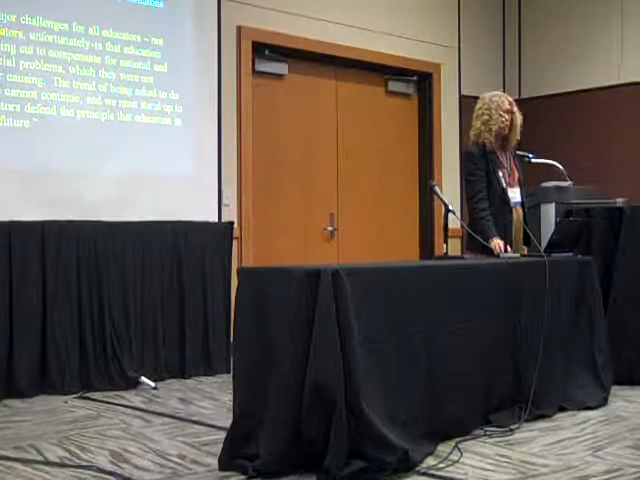 jor challenges for all educators – not
ators, unfortunately-is that education
ing cut to compensate for national and
ial problems, which they were not
causing. The trend of being asked to do
cannot continue, and we must stand up to
tors defend the principle that education is
future."